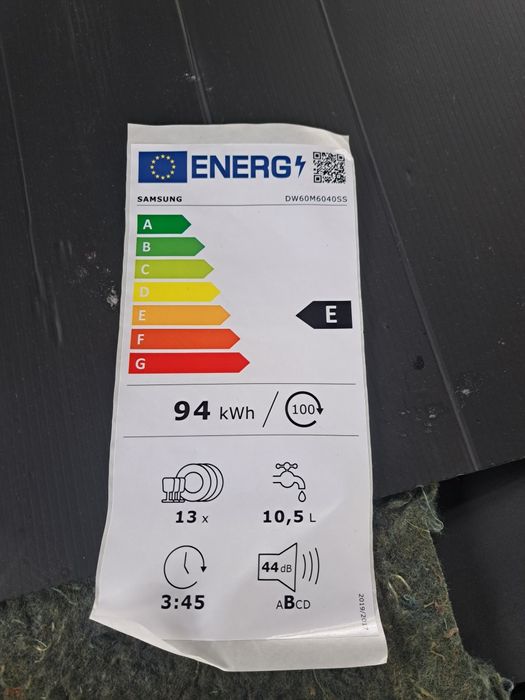 ENERG
SAMSUNG DW60M6040SS
A
B
C
D
E
F
G
E
94 kWh / 100
13 x 10,5 L
44 dB
3:45 ABCD
2019/2017